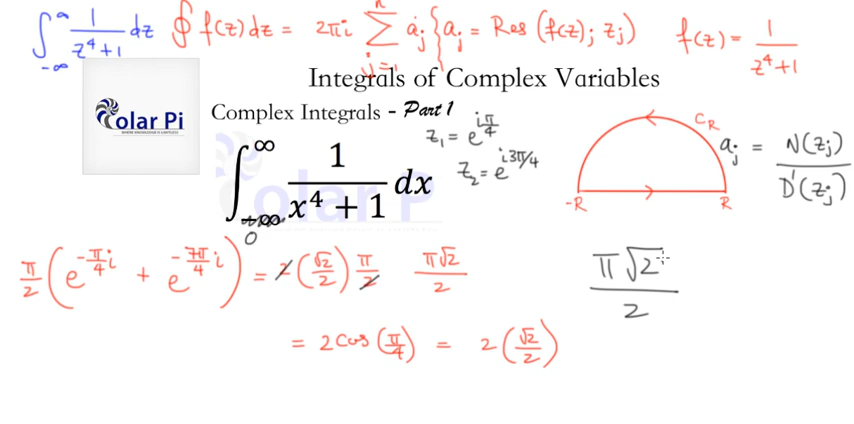 ∫_{-∞}^{a} 1/(z⁴+1) dz ∮ f(z)dz = 2πi ∑_{j=1}^{n} a_j { a_j = Res (f(z); z_j) } f(z) = 1/(z⁴+1)
Integrals of Complex Variables
olar Pi
Complex Integrals - Part 1
z₁ = e^{iπ/4}
z₂ = e^{i3π/4}
C_R
a_j = N(z_j)/D'(z_j)
∫_{0}^{∞} 1/(x⁴ + 1) dx
-R R
π/2 (e^{-π/4 i} + e^{-7π/4 i}) = 2(√2/2) π/2 π√2/2
π√2/2
= 2cos(π/4) = 2(√2/2)